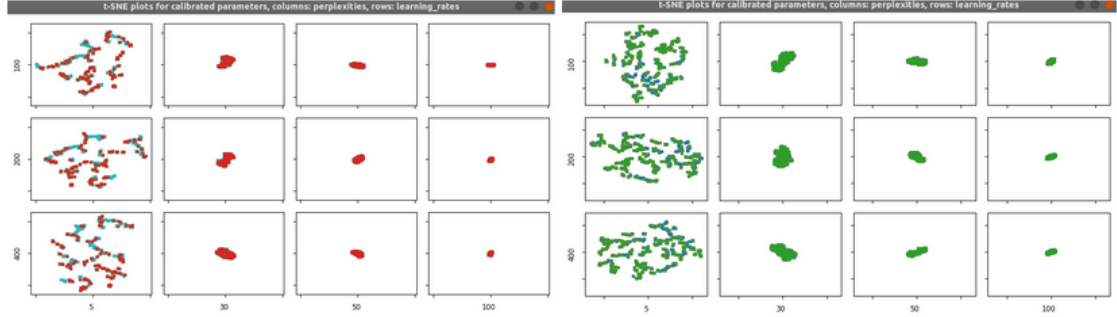 t-SNE plots for calibrated parameters, columns: perplexities, rows: learning_rates
100
200
400
5 30 50 100
t-SNE plots for calibrated parameters, columns: perplexities, rows: learning_rates
100
200
400
5 30 50 100